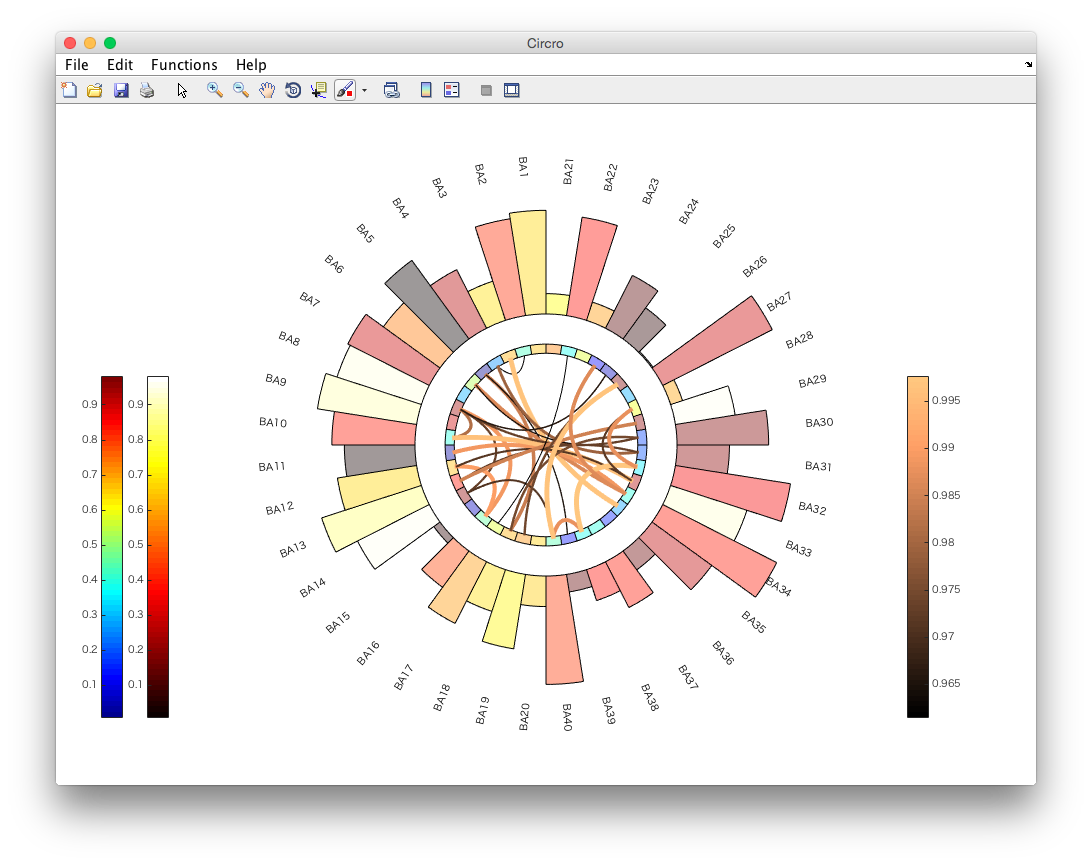 Circro
File Edit Functions Help
BA1
BA2
BA3
BA4
BA5
BA6
BA7
BA8
BA9
BA10
BA11
BA12
BA13
BA14
BA15
BA16
BA17
BA18
BA19
BA20
BA21
BA22
BA23
BA24
BA25
BA26
BA27
BA28
BA29
BA30
BA31
BA32
BA33
BA34
BA35
BA36
BA37
BA38
BA39
BA40
0.9
0.8
0.7
0.6
0.5
0.4
0.3
0.2
0.1
0.9
0.8
0.7
0.6
0.5
0.4
0.3
0.2
0.1
0.995
0.99
0.985
0.98
0.975
0.97
0.965